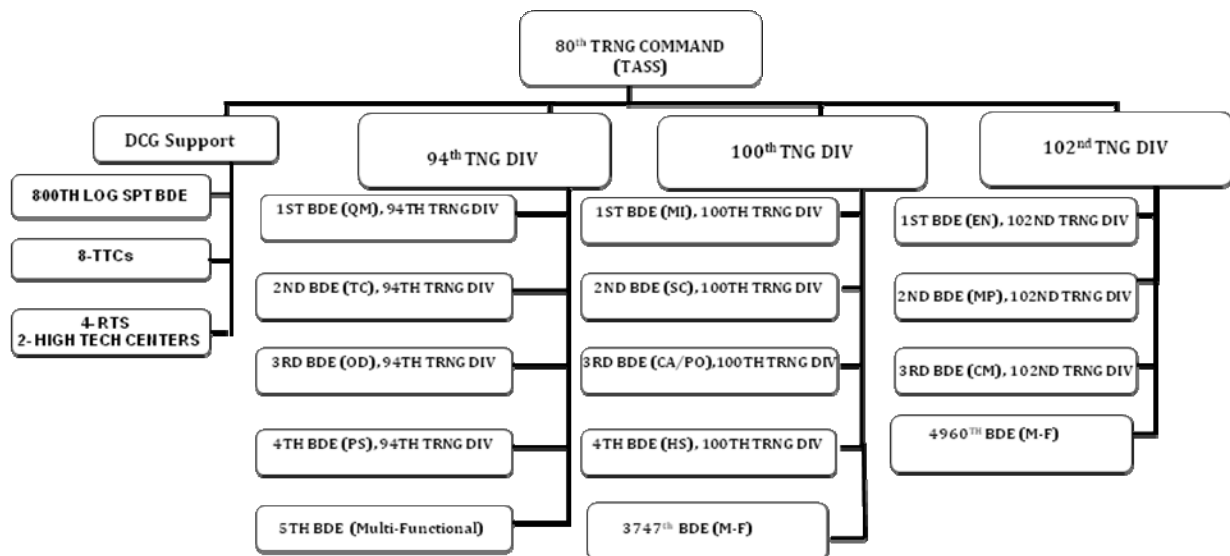 80th TRNG COMMAND
(TASS)
DCG Support
800TH LOG SPT BDE
8-TTCs
4- RTS
2- HIGH TECH CENTERS
94th TNG DIV
1ST BDE (QM), 94TH TRNG DIV
2ND BDE (TC), 94TH TRNG DIV
3RD BDE (OD), 94TH TRNG DIV
4TH BDE (PS), 94TH TRNG DIV
5TH BDE (Multi-Functional)
100th TNG DIV
1ST BDE (MI), 100TH TRNG DIV
2ND BDE (SC), 100TH TRNG DIV
3RD BDE (CA/PO),100TH TRNG DIV
4TH BDE (HS), 100TH TRNG DIV
3747th BDE (M-F)
102nd TNG DIV
1ST BDE (EN), 102ND TRNG DIV
2ND BDE (MP), 102ND TRNG DIV
3RD BDE (CM), 102ND TRNG DIV
4960TH BDE (M-F)